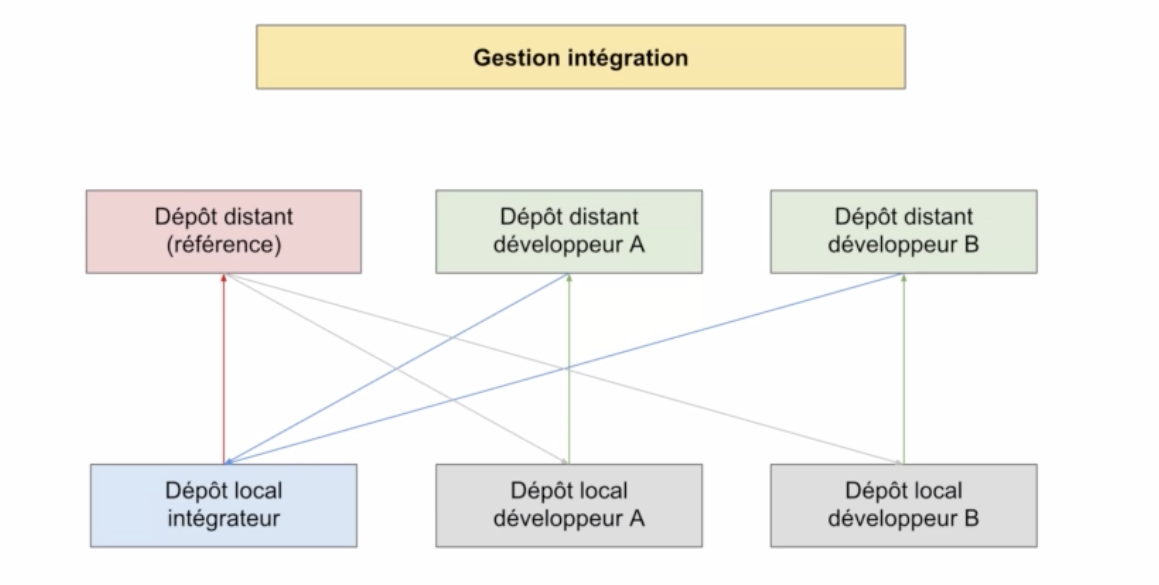 Gestion intégration
Dépôt distant
(référence)
Dépôt distant
développeur A
Dépôt distant
développeur B
Dépôt local
intégrateur
Dépôt local
développeur A
Dépôt local
développeur B